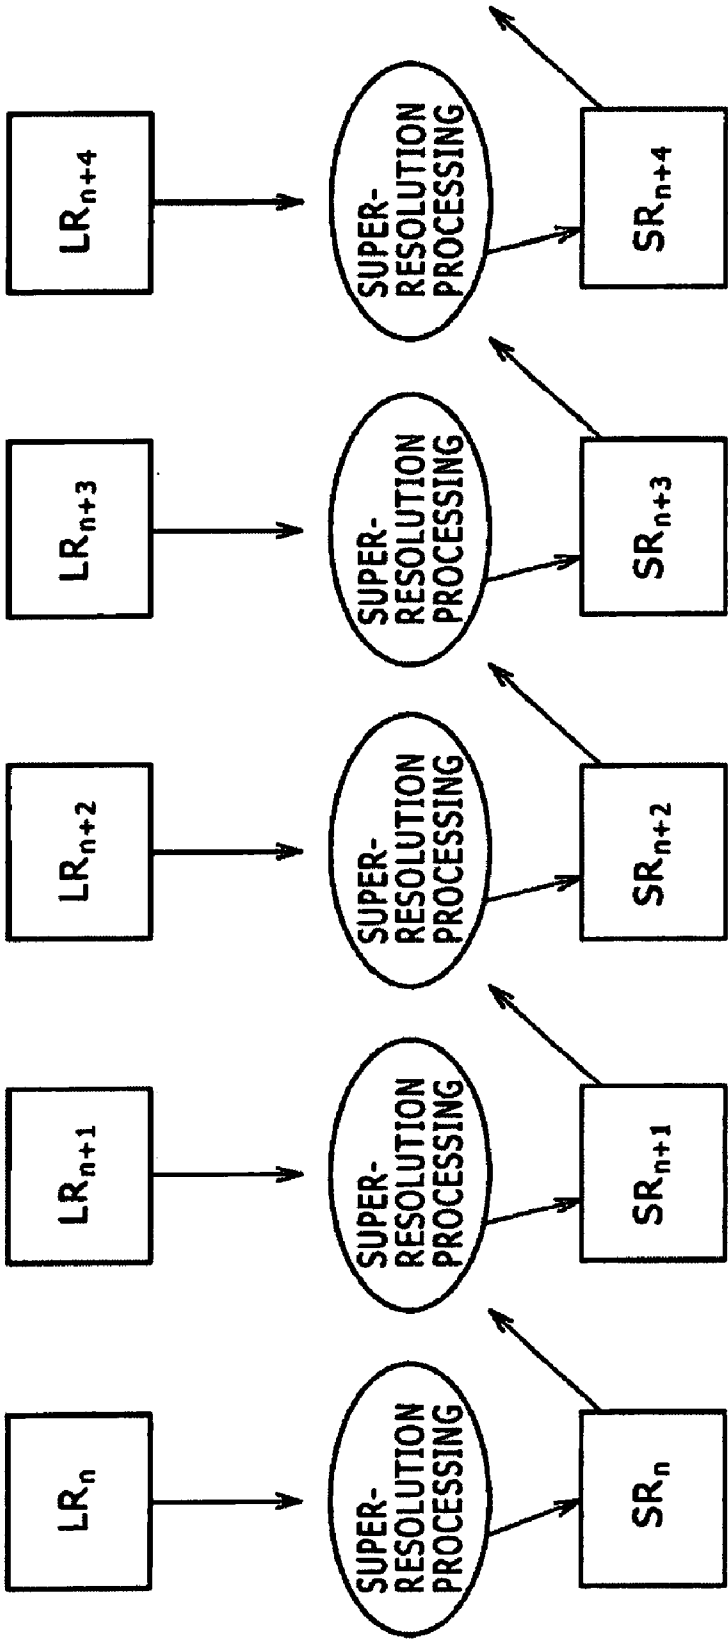 LRn
LRn+1
LRn+2
LRn+3
LRn+4
SUPER-
RESOLUTION
PROCESSING
SUPER-
RESOLUTION
PROCESSING
SUPER-
RESOLUTION
PROCESSING
SUPER-
RESOLUTION
PROCESSING
SUPER-
RESOLUTION
PROCESSING
SRn
SRn+1
SRn+2
SRn+3
SRn+4